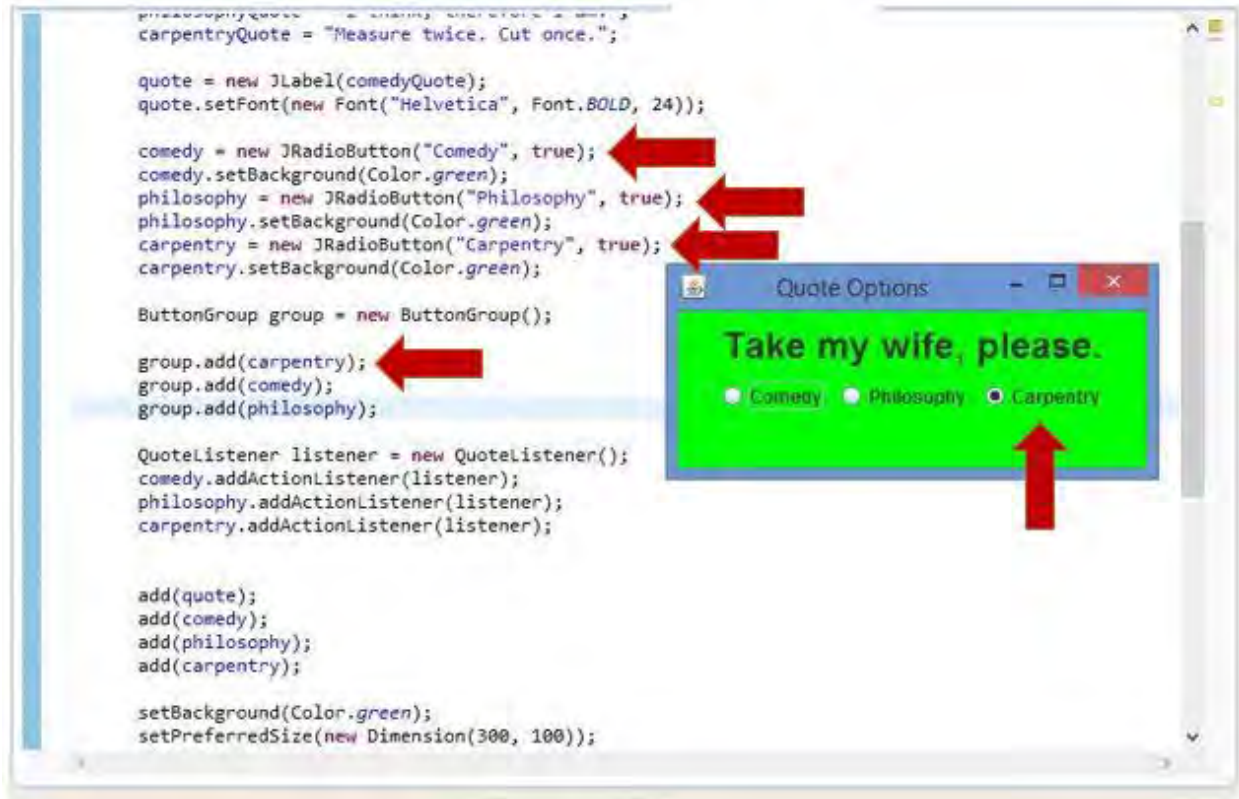 carpentryQuote = "Measure twice. Cut once.";
quote = new JLabel(comedyQuote);
quote.setFont(new Font("Helvetica", Font.BOLD, 24));
comedy = new JRadioButton("Comedy", true);
comedy.setBackground(Color.green);
philosophy = new JRadioButton("Philosophy", true);
philosophy.setBackground(Color.green);
carpentry = new JRadioButton("Carpentry", true);
carpentry.setBackground(Color.green);
ButtonGroup group = new ButtonGroup();
group.add(carpentry);
group.add(comedy);
group.add(philosophy);
QuoteListener listener = new QuoteListener();
comedy.addActionListener(listener);
philosophy.addActionListener(listener);
carpentry.addActionListener(listener);
add(quote);
add(comedy);
add(philosophy);
add(carpentry);
setBackground(Color.green);
setPreferredSize(new Dimension(300, 100));
Quote Options
Take my wife, please.
Comedy Philosophy Carpentry